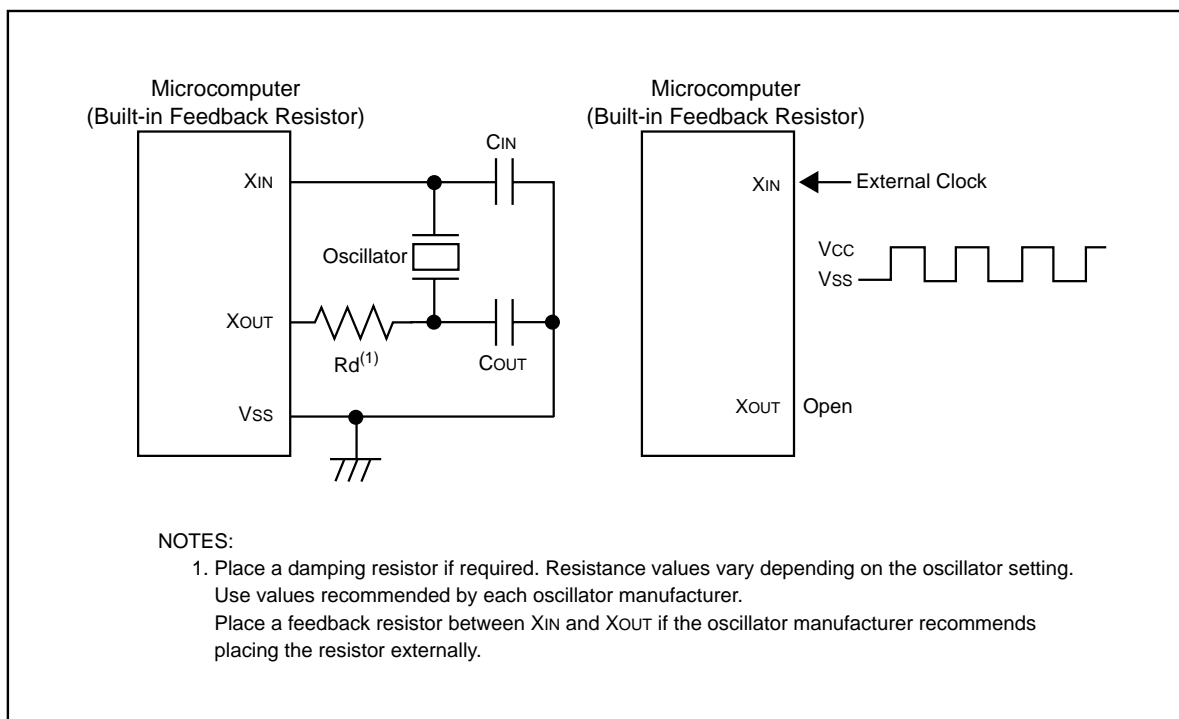 Microcomputer
(Built-in Feedback Resistor)
XIN
CIN
Oscillator
XOUT
Rd(1)
COUT
VSS
Microcomputer
(Built-in Feedback Resistor)
XIN
External Clock
VCC
VSS
XOUT
Open
NOTES:
1. Place a damping resistor if required. Resistance values vary depending on the oscillator setting.
Use values recommended by each oscillator manufacturer.
Place a feedback resistor between XIN and XOUT if the oscillator manufacturer recommends
placing the resistor externally.